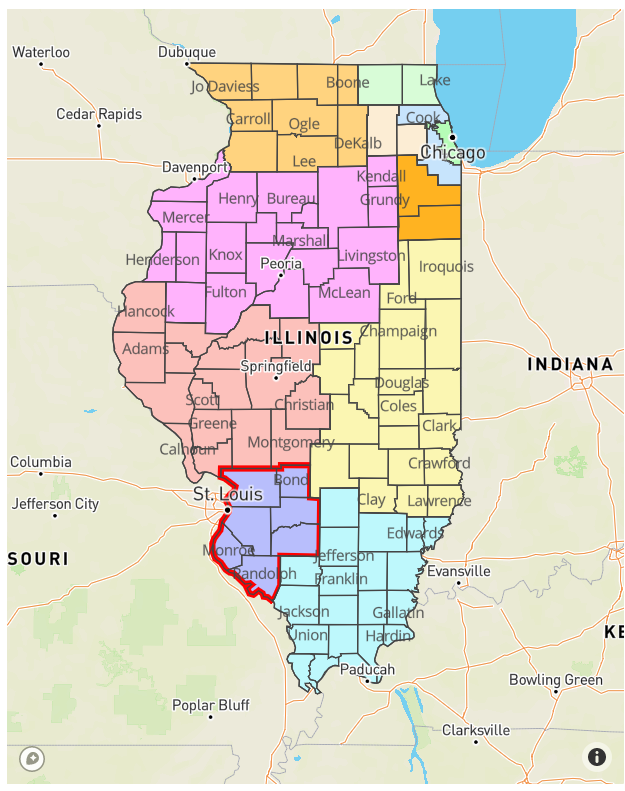 Waterloo
Dubuque
Jo Daviess
Boone
Lake
Cedar Rapids
Carroll
Ogle
Cook
DeKalb
Chicago
Lee
Davenport
Kendall
Henry
Bureau
Grundy
Mercer
Marshal
Henderson
Knox
Peoria
Livingston
Iroquois
Fulton
McLean
Ford
Hancock
ILLINOIS
Champaign
Adams
Springfield
INDIANA
Douglas
Scott
Christian
Coles
Greene
Clark
Calhoun
Montgomery
Columbia
Crawford
Bond
St. Louis
Clay
Lawrence
Jefferson City
Edwards
SOURI
Monroe
Jefferson
Randolph
Franklin
Evansville
Jackson
Gallatin
Union
Hardin
KE
Paducah
Bowling Green
Poplar Bluff
Clarksville